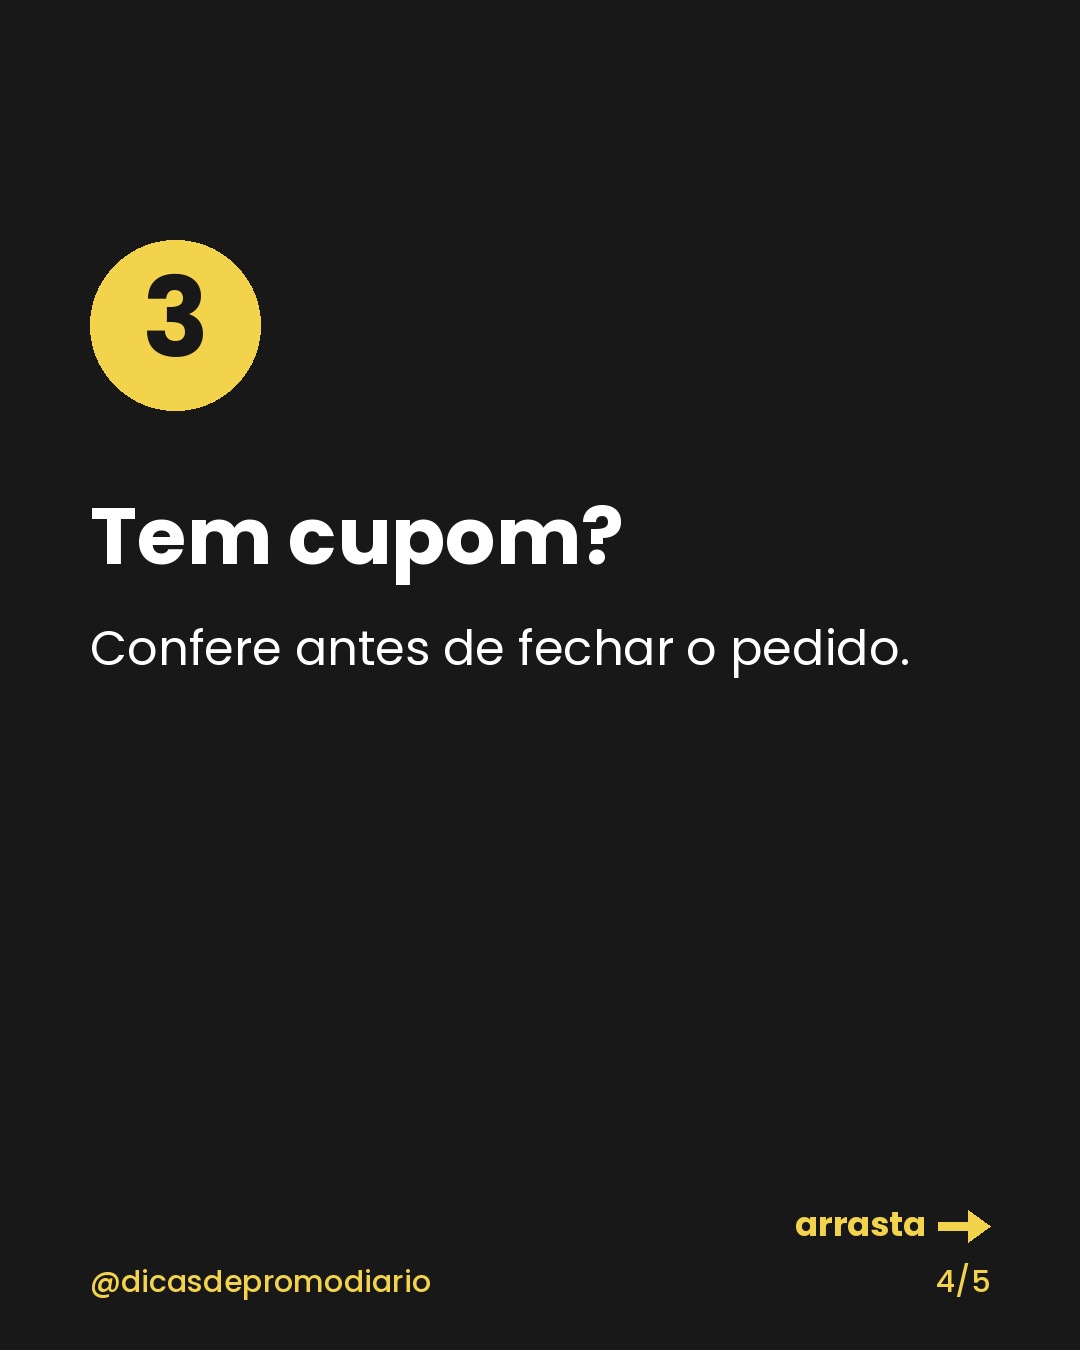 3
Tem cupom?
Confere antes de fechar o pedido.
arrasta
@dicasdepromodiario
4/5